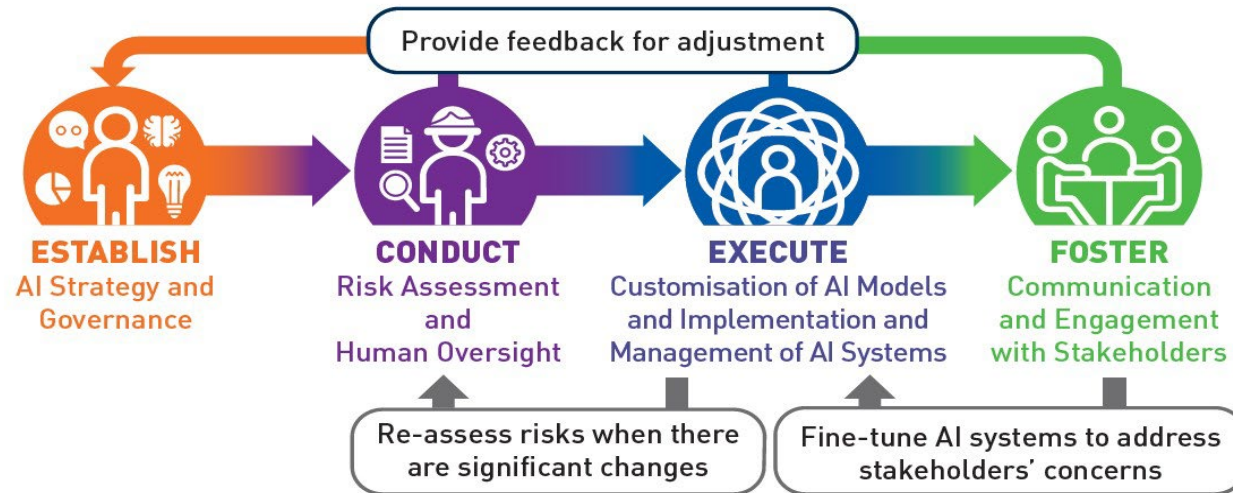 Provide feedback for adjustment
ESTABLISH
AI Strategy and
Governance
CONDUCT
Risk Assessment
and
Human Oversight
EXECUTE
Customisation of AI Models
and Implementation and
Management of AI Systems
FOSTER
Communication
and Engagement
with Stakeholders
Re-assess risks when there
are significant changes
Fine-tune AI systems to address
stakeholders’ concerns